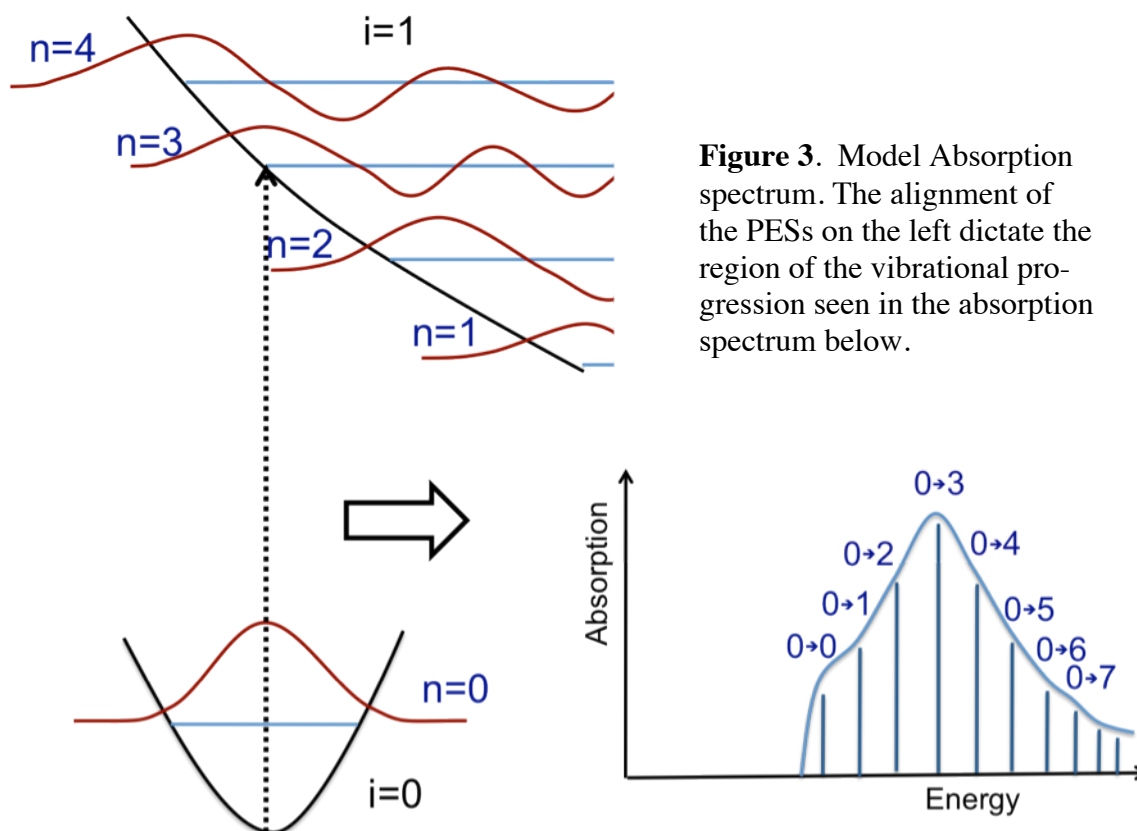 n=4
i=1
n=3
n=2
n=1
Figure 3. Model Absorption
spectrum. The alignment of
the PESs on the left dictate the
region of the vibrational pro-
gression seen in the absorption
spectrum below.
n=0
i=0
Absorption
0→0
0→1
0→2
0→3
0→4
0→5
0→6
0→7
Energy